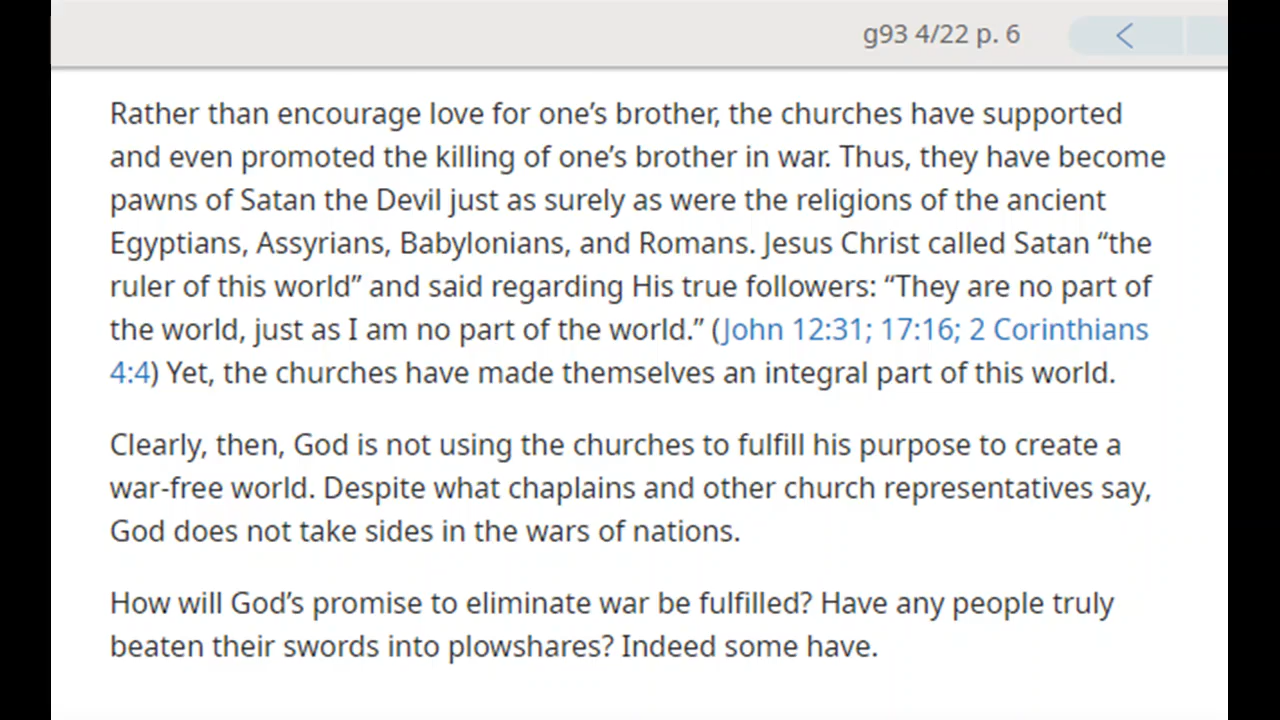 g93 4/22 p. 6
Rather than encourage love for one’s brother, the churches have supported
and even promoted the killing of one’s brother in war. Thus, they have become
pawns of Satan the Devil just as surely as were the religions of the ancient
Egyptians, Assyrians, Babylonians, and Romans. Jesus Christ called Satan “the
ruler of this world” and said regarding His true followers: “They are no part of
the world, just as I am no part of the world.” (John 12:31; 17:16; 2 Corinthians
4:4) Yet, the churches have made themselves an integral part of this world.
Clearly, then, God is not using the churches to fulfill his purpose to create a
war-free world. Despite what chaplains and other church representatives say,
God does not take sides in the wars of nations.
How will God’s promise to eliminate war be fulfilled? Have any people truly
beaten their swords into plowshares? Indeed some have.